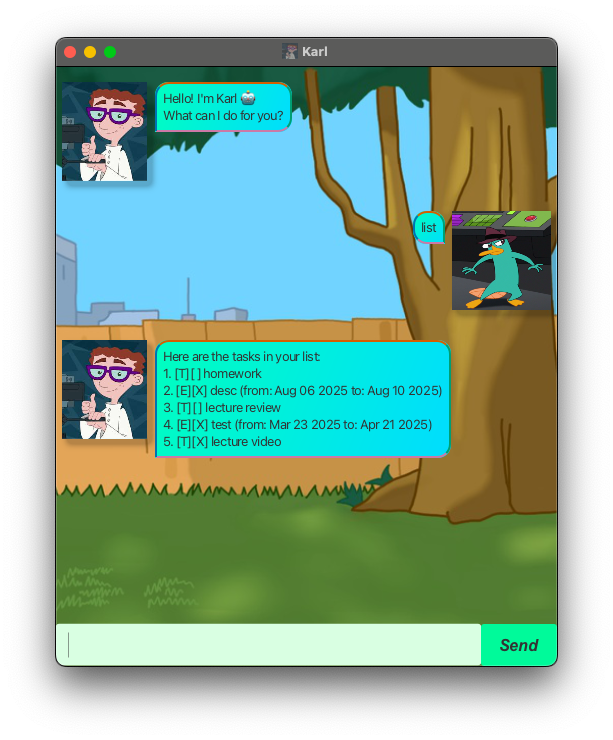 Karl
Hello! I'm Karl 🤖
What can I do for you?
list
Here are the tasks in your list:
1. [T][ ] homework
2. [E][X] desc (from: Aug 06 2025 to: Aug 10 2025)
3. [T][ ] lecture review
4. [E][X] test (from: Mar 23 2025 to: Apr 21 2025)
5. [T][X] lecture video
Send